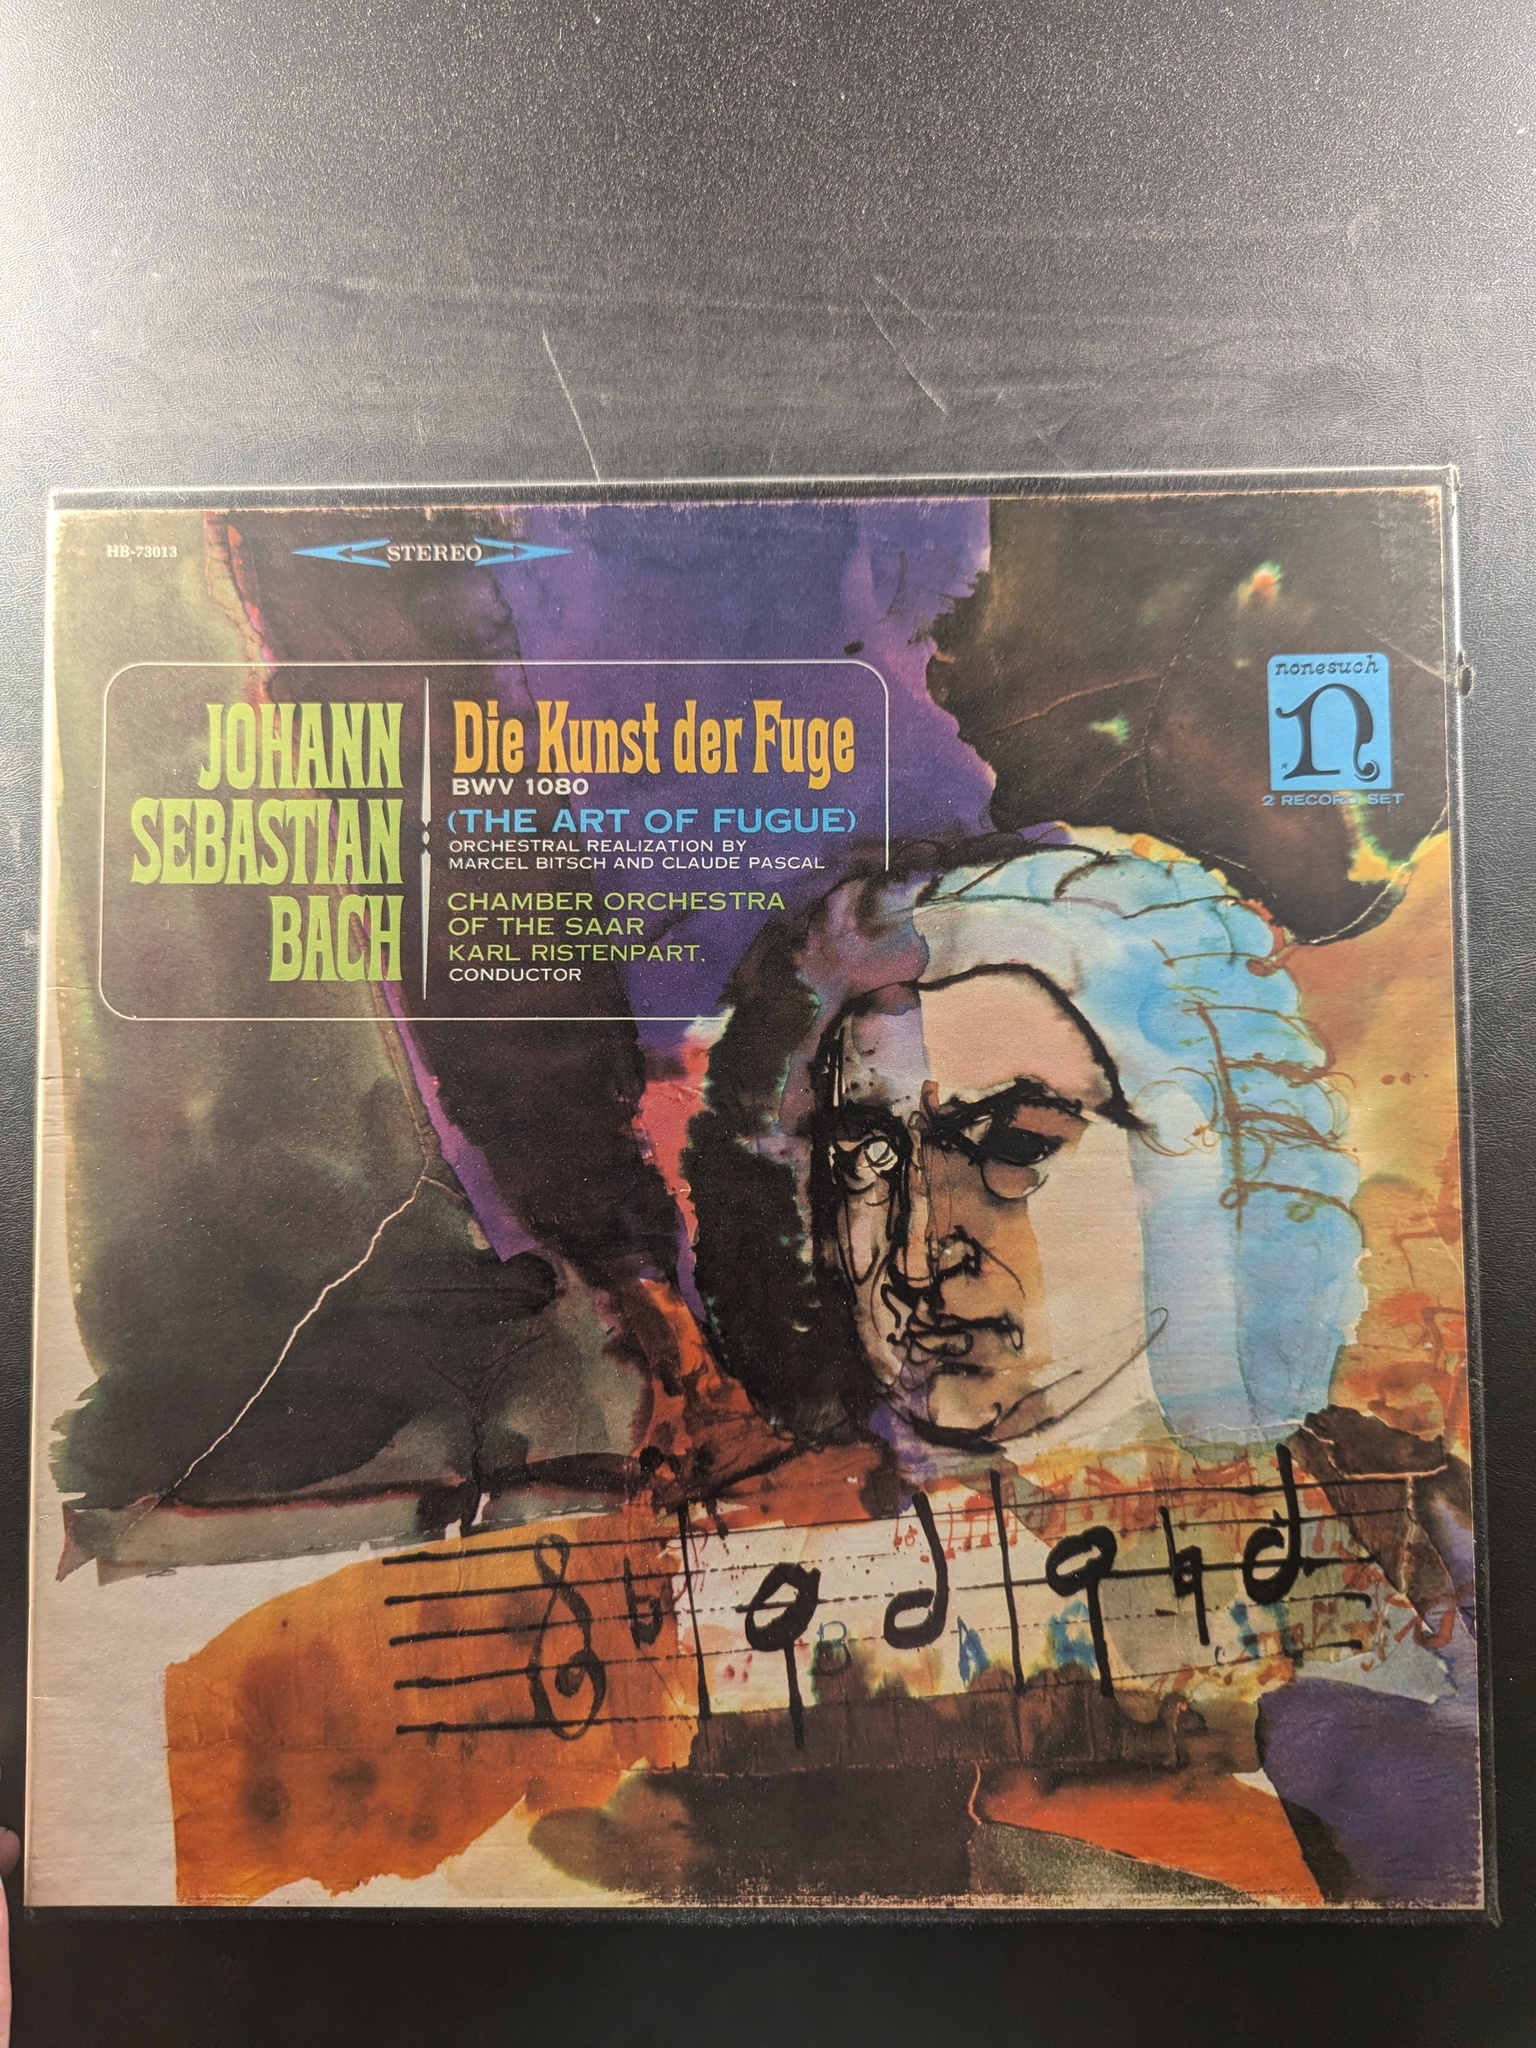 HB-73013
STEREO
nonesuch
n
2 RECORD SET
JOHANN
SEBASTIAN
BACH
Die Kunst der Fuge
BWV 1080
(THE ART OF FUGUE)
ORCHESTRAL REALIZATION BY
MARCEL BITSCH AND CLAUDE PASCAL
CHAMBER ORCHESTRA
OF THE SAAR
KARL RISTENPART,
CONDUCTOR
B A C H